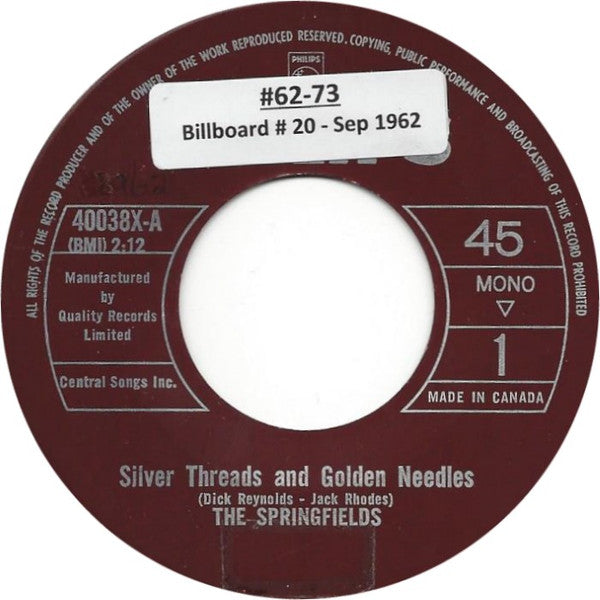 ALL RIGHTS OF THE RECORD PRODUCER AND OF THE OWNER OF THE WORK REPRODUCED RESERVED. COPYING, PUBLIC PERFORMANCE AND BROADCASTING OF THIS RECORD PROHIBITED
PHILIPS
#62-73
Billboard # 20 - Sep 1962
40038X-A
(BMI) 2:12
Manufactured
by
Quality Records
Limited
Central Songs Inc.
45
MONO
1
MADE IN CANADA
Silver Threads and Golden Needles
(Dick Reynolds - Jack Rhodes)
THE SPRINGFIELDS